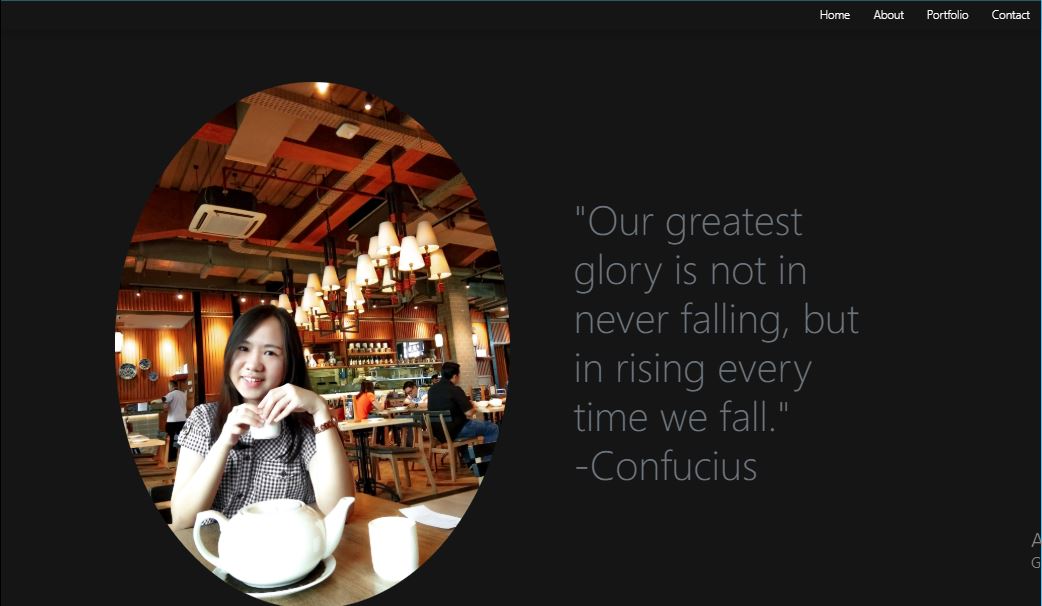 Home About Portfolio Contact
"Our greatest
glory is not in
never falling, but
in rising every
time we fall."
-Confucius
A
G